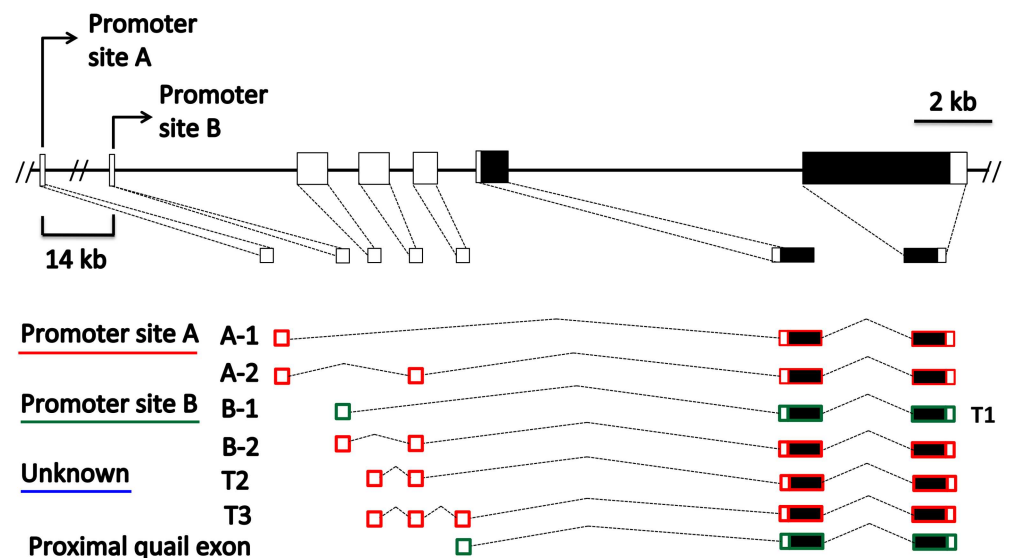 Promoter
site A
Promoter
site B
2 kb
//
//
//
14 kb
Promoter site A A-1
A-2
Promoter site B B-1 T1
B-2
Unknown T2
T3
Proximal quail exon